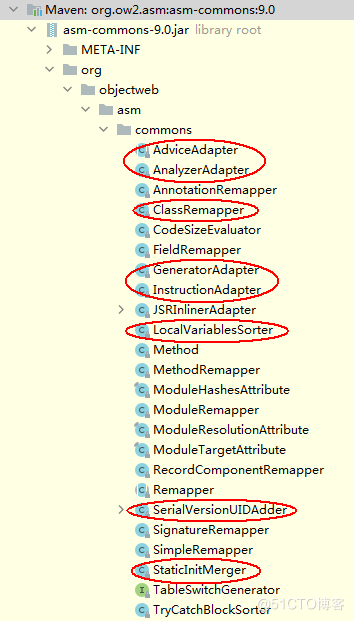 Maven: org.ow2.asm:asm-commons:9.0
asm-commons-9.0.jar library root
META-INF
org
objectweb
asm
commons
AdviceAdapter
AnalyzerAdapter
AnnotationRemapper
ClassRemapper
CodeSizeEvaluator
FieldRemapper
GeneratorAdapter
InstructionAdapter
JSRInlinerAdapter
LocalVariablesSorter
Method
MethodRemapper
ModuleHashesAttribute
ModuleRemapper
ModuleResolutionAttribute
ModuleTargetAttribute
RecordComponentRemapper
Remapper
SerialVersionUIDAdder
SignatureRemapper
SimpleRemapper
StaticInitMerger
TableSwitchGenerator
TryCatchBlockSorter
@51CTO博客